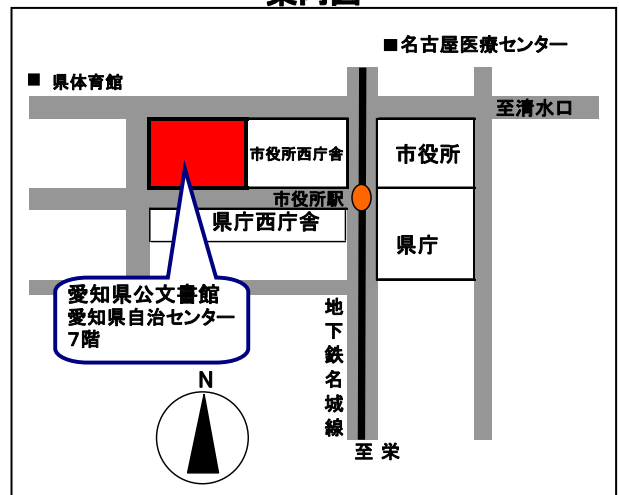 案内図
■名古屋医療センター
■ 県体育館
至清水口
市役所西庁舎
市役所
市役所駅
県庁西庁舎
県庁
愛知県公文書館
愛知県自治センター
7階
地下鉄名城線
N
至 栄